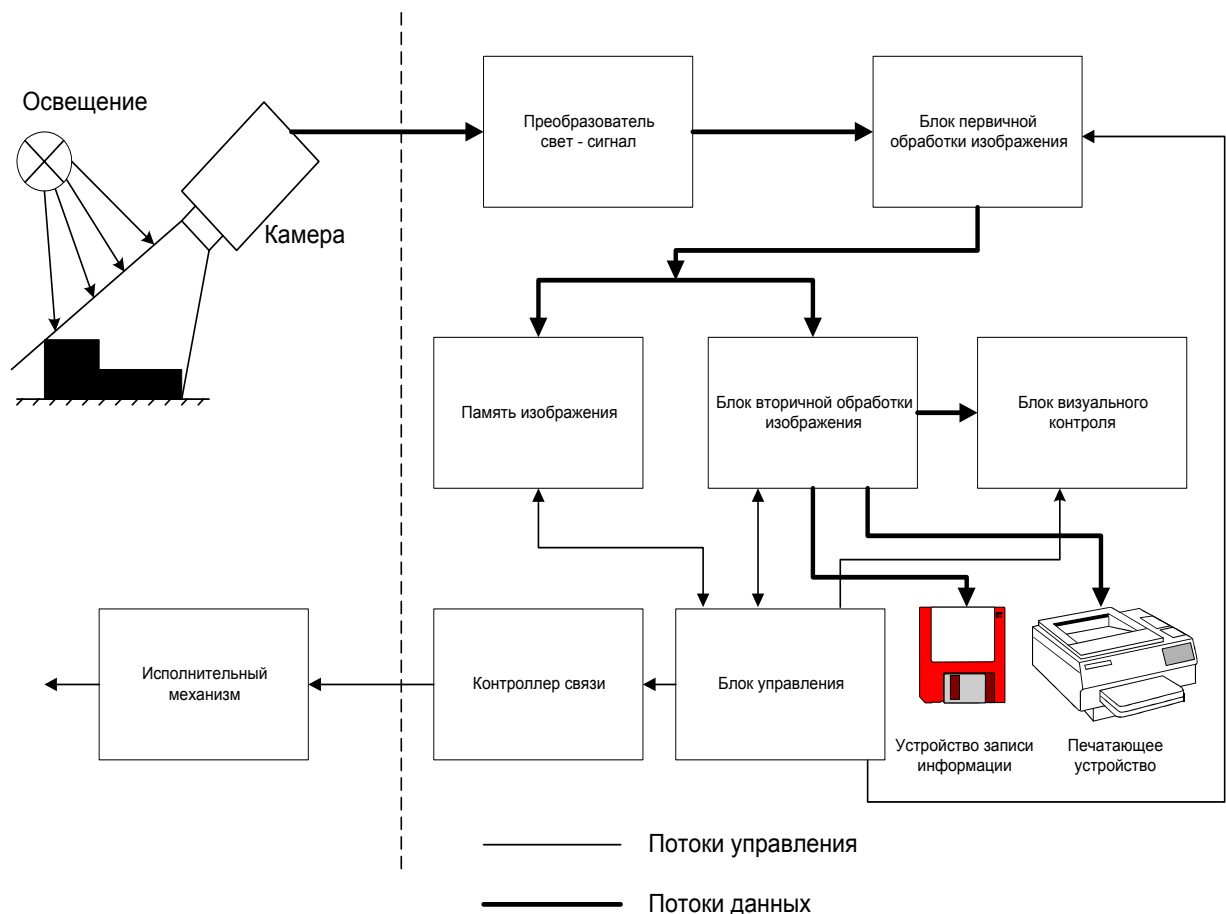 Освещение
Камера
Преобразователь
свет - сигнал
Блок первичной
обработки изображения
Память изображения
Блок вторичной обработки
изображения
Блок визуального
контроля
Исполнительный
механизм
Контроллер связи
Блок управления
Устройство записи
информации
Печатающее
устройство
Потоки управления
Потоки данных